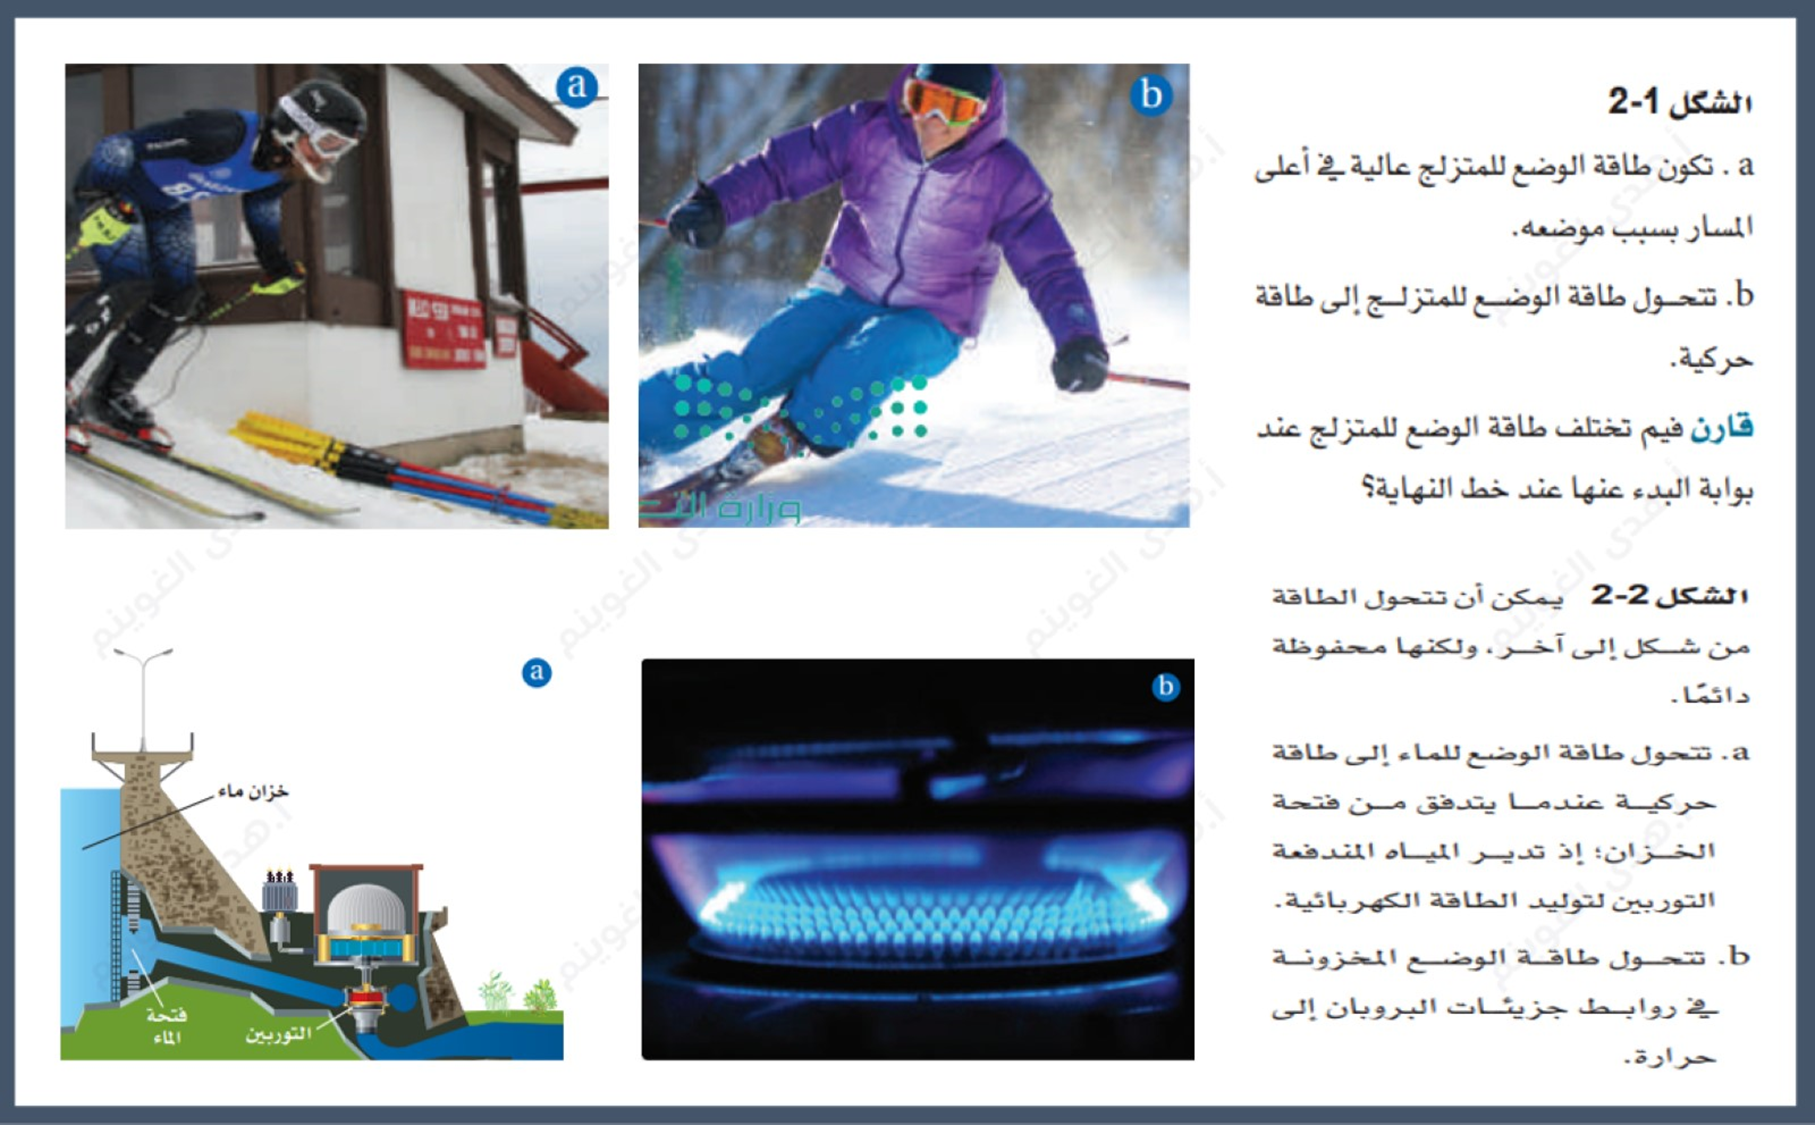 الشكل 1-2
a . تكون طاقة الوضع للمتزلج عالية في أعلى
المسار بسبب موضعه.
b. تتحول طاقة الوضع للمتزلج إلى طاقة
حركية.
قارن فيم تختلف طاقة الوضع للمتزلج عند
بوابة البدء عنها عند خط النهاية؟
a
b
وزارة الت
الشكل 2-2 يمكن أن تتحول الطاقة
من شكل إلى آخر، ولكنها محفوظة
دائمًا.
a. تتحول طاقة الوضع للماء إلى طاقة
حركية عندما يتدفق من فتحة
الخزان؛ إذ تدير المياه المندفعة
التوربين لتوليد الطاقة الكهربائية.
b. تتحول طاقة الوضع المخزونة
في روابط جزيئات البروبان إلى
حرارة.
a
خزان ماء
فتحة
الماء
التوربين
b
أ.هدى الغوينم